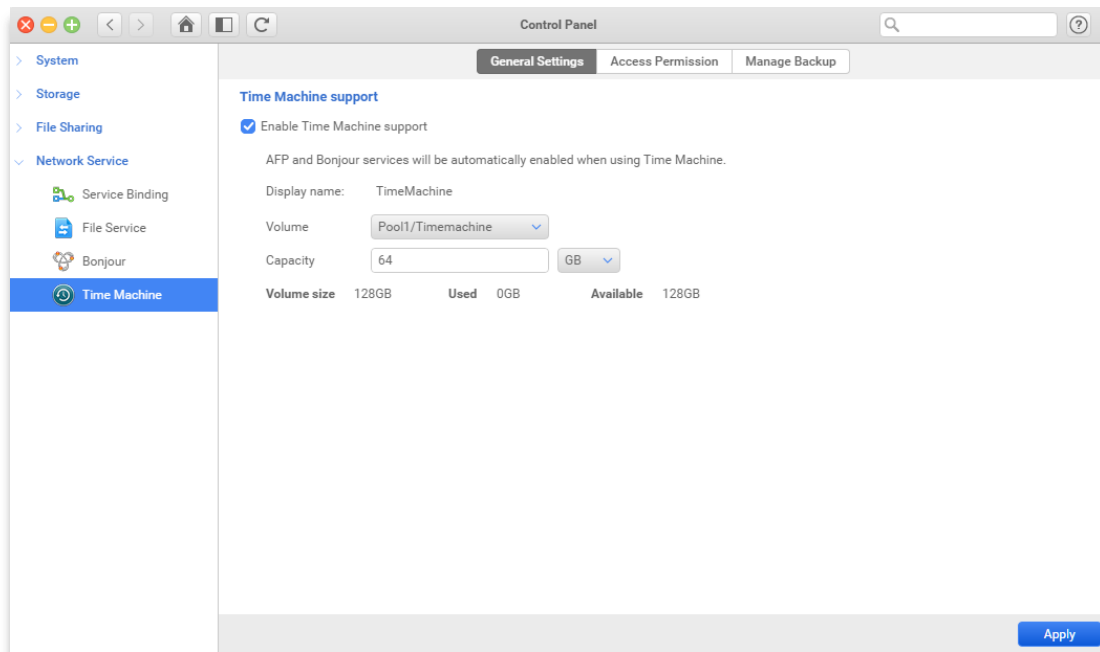 Control Panel
System
Storage
File Sharing
Network Service
Service Binding
File Service
Bonjour
Time Machine
General Settings Access Permission Manage Backup
Time Machine support
Enable Time Machine support
AFP and Bonjour services will be automatically enabled when using Time Machine.
Display name: TimeMachine
Volume Pool1/Timemachine
Capacity 64 GB
Volume size 128GB Used 0GB Available 128GB
Apply